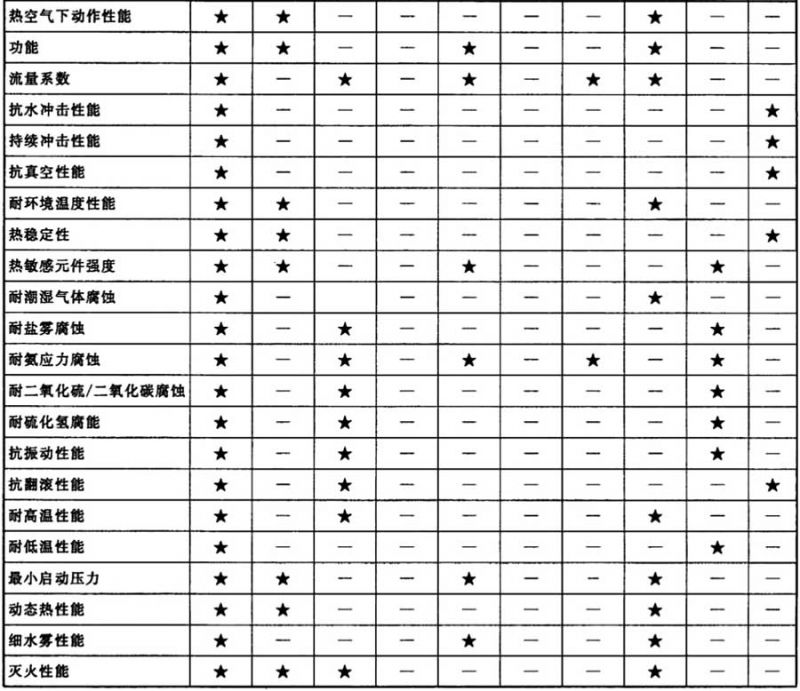 热空气下动作性能 ★ ★ — — — — — ★ — —
功能 ★ ★ — — ★ — — ★ — —
流量系数 ★ — ★ — ★ — ★ ★ — —
抗水冲击性能 ★ — — — — — — — — ★
持续冲击性能 ★ — — — — — — — — ★
抗真空性能 ★ — — — — — — — — ★
耐环境温度性能 ★ ★ — — — — — ★ — —
热稳定性 ★ ★ — — — — — — — ★
热敏感元件强度 ★ ★ — — ★ — — — ★ —
耐潮湿气体腐蚀 ★ — — — — — — ★ — —
耐盐雾腐蚀 ★ — ★ — — — — — ★ —
耐氨应力腐蚀 ★ — ★ — ★ — ★ — ★ —
耐二氧化硫/二氧化碳腐蚀 ★ — ★ — — — — — ★ —
耐硫化氢腐能 ★ — ★ — — — — — ★ —
抗振动性能 ★ — ★ — — — — — ★ —
抗翻滚性能 ★ — ★ — — — — — — ★
耐高温性能 ★ — ★ — — — — ★ — —
耐低温性能 ★ — — — — — — — ★ —
最小启动压力 ★ ★ — — ★ — — ★ — —
动态热性能 ★ ★ — — — — — ★ — —
细水雾性能 ★ — — — ★ — — ★ — —
灭火性能 ★ ★ ★ — — — — ★ — —